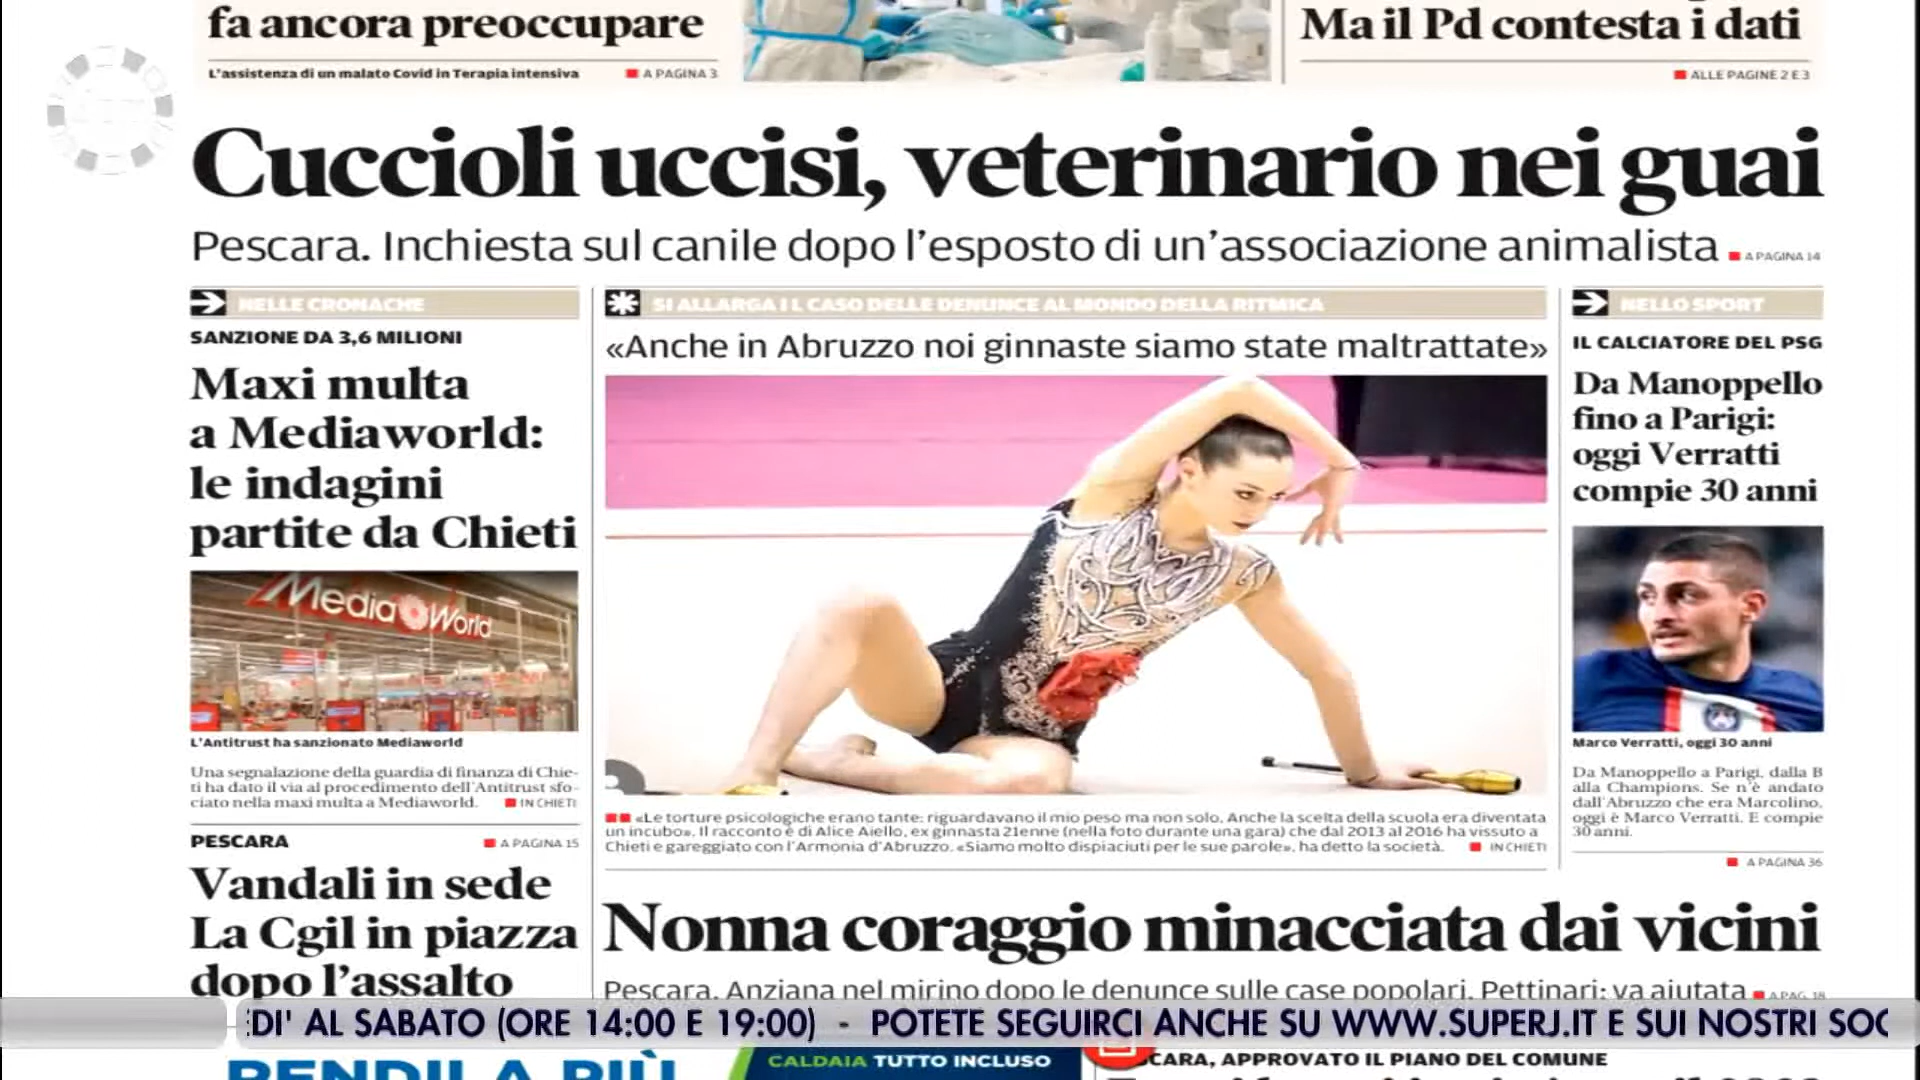 fa ancora preoccupare
L'assistenza di un malato Covid in Terapia intensiva
A PAGINA 3
Ma il Pd contesta i dati
ALLE PAGINE 2 E 3
Cuccioli uccisi, veterinario nei guai
Pescara. Inchiesta sul canile dopo l'esposto di un'associazione animalista
A PAGINA 14
NELLE CRONACHE
SANZIONE DA 3,6 MILIONI
Maxi multa
a Mediaworld:
le indagini
partite da Chieti
Media World
L'Antitrust ha sanzionato Mediaworld
Una segnalazione della guardia di finanza di Chie-
ti ha dato il via al procedimento dell'Antitrust sfo-
ciato nella maxi multa a Mediaworld.
IN CHIETI
PESCARA
A PAGINA 15
Vandali in sede
La Cgil in piazza
dopo l'assalto
SI ALLARGA IL CASO DELLE DENUNCE AL MONDO DELLA RITMICA
«Anche in Abruzzo noi ginnaste siamo state maltrattate»
«Le torture psicologiche erano tante: riguardavano il mio peso ma non solo. Anche la scelta della scuola era diventata
un incubo». Il racconto è di Alice Aiello, ex ginnasta 21enne (nella foto durante una gara) che dal 2013 al 2016 ha vissuto a
Chieti e gareggiato con l'Armonia d'Abruzzo. «Siamo molto dispiaciuti per le sue parole», ha detto la società.
IN CHIETI
NELLO SPORT
IL CALCIATORE DEL PSG
Da Manoppello
fino a Parigi:
oggi Verratti
compie 30 anni
Marco Verratti, oggi 30 anni
Da Manoppello a Parigi, dalla B
alla Champions. Se n'è andato
dall'Abruzzo che era Marcolino,
oggi è Marco Verratti. E compie
30 anni.
A PAGINA 36
Nonna coraggio minacciata dai vicini
Pescara. Anziana nel mirino dopo le denunce sulle case popolari. Pettinari: va aiutata
A PAG. 18
DI' AL SABATO (ORE 14:00 E 19:00) - POTETE SEGUIRCI ANCHE SU WWW.SUPERJ.IT E SUI NOSTRI SOC
RENDILA PIÙ
CALDAIA TUTTO INCLUSO
CARA, APPROVATO IL PIANO DEL COMUNE